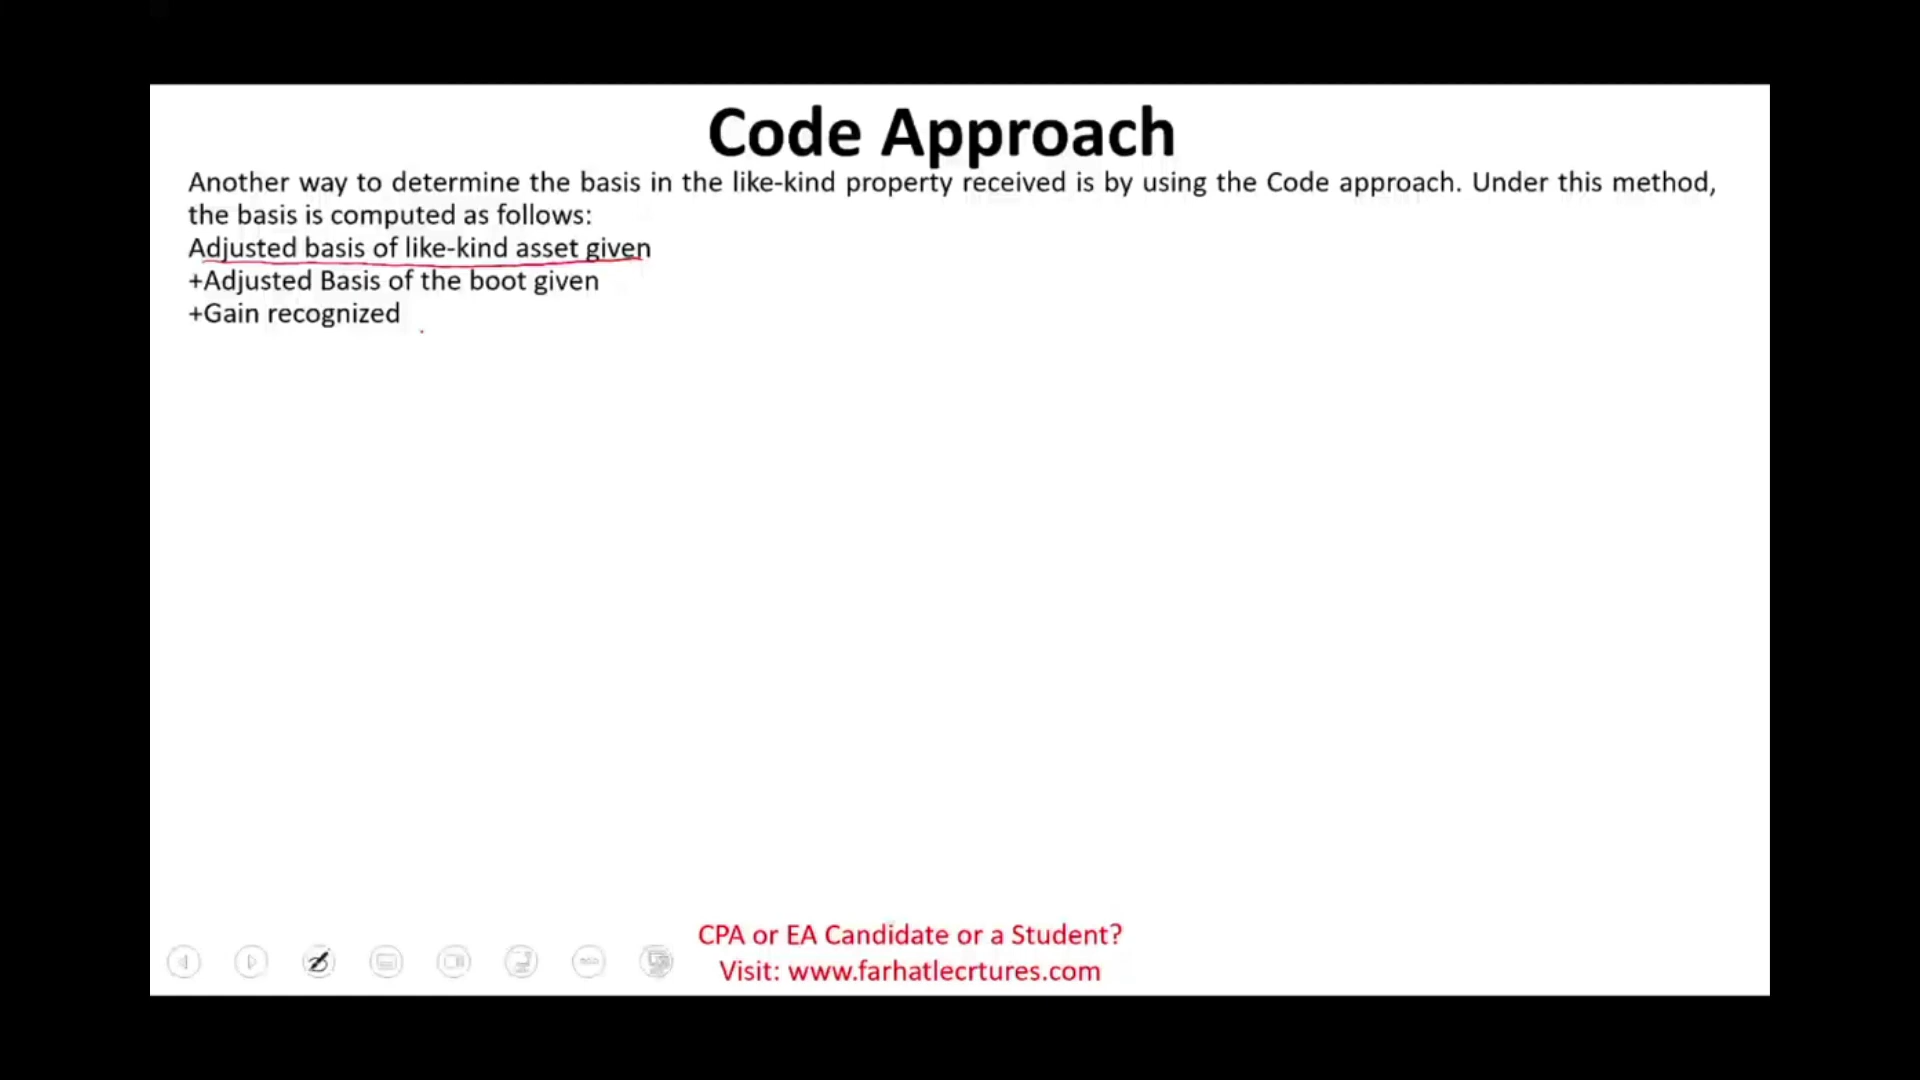 Code Approach
Another way to determine the basis in the like-kind property received is by using the Code approach. Under this method,
the basis is computed as follows:
Adjusted basis of like-kind asset given
+Adjusted Basis of the boot given
+Gain recognized
CPA or EA Candidate or a Student?
Visit: www.farhatlecrtures.com